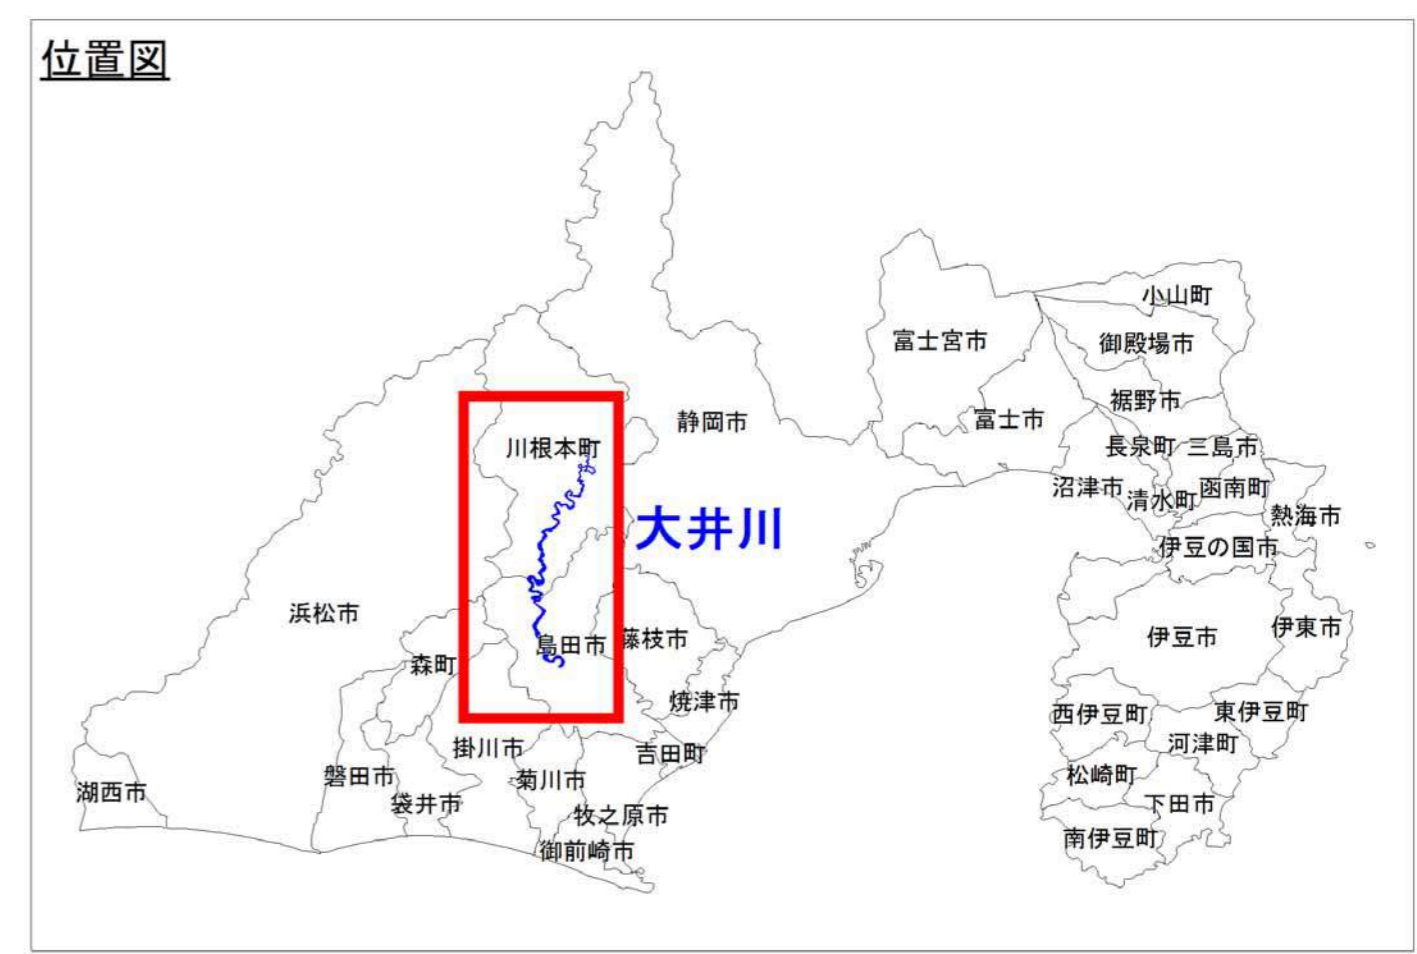 位置図
小山町
富士宮市
御殿場市
裾野市
静岡市
富士市
川根本町
長泉町
三島市
沼津市
清水町
函南町
熱海市
大井川
伊豆の国市
浜松市
伊豆市
伊東市
島田市
藤枝市
森町
焼津市
西伊豆町
東伊豆町
掛川市
吉田町
河津町
磐田市
菊川市
松崎町
湖西市
袋井市
下田市
牧之原市
南伊豆町
御前崎市